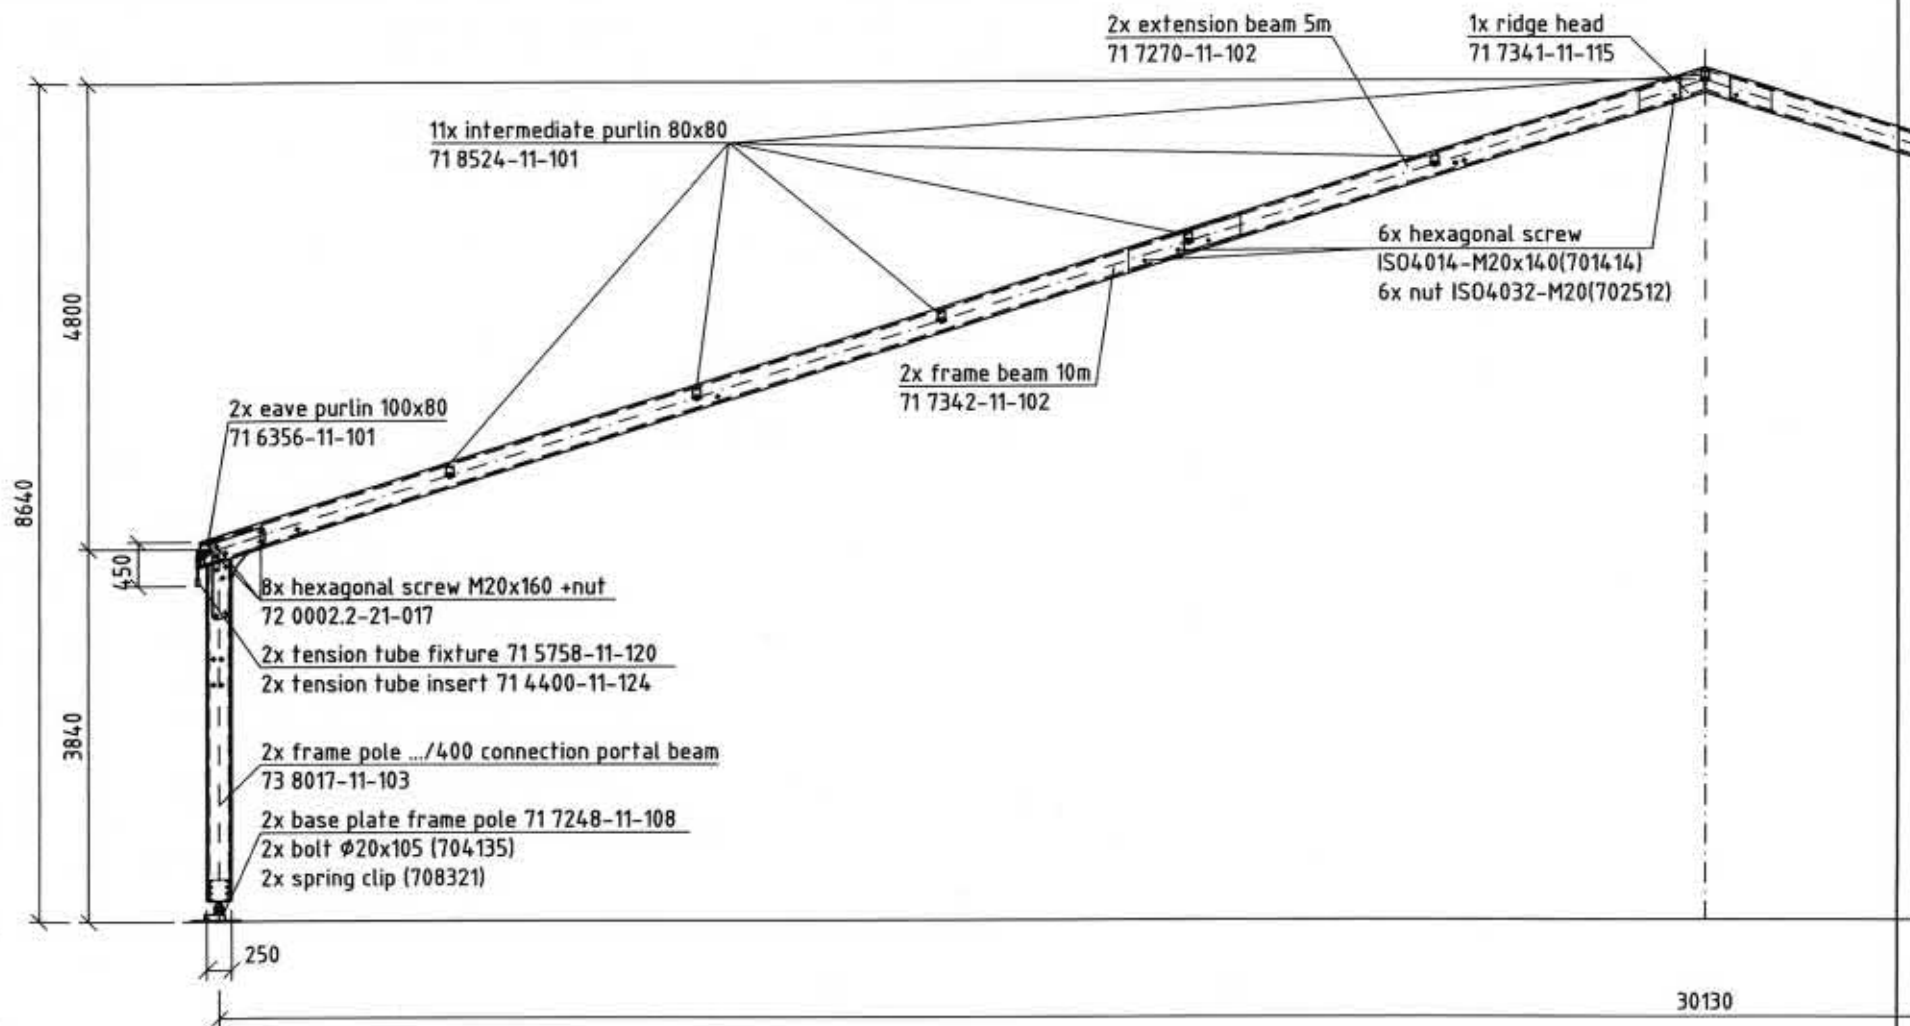 2x extension beam 5m
71 7270-11-102
1x ridge head
71 7341-11-115
11x intermediate purlin 80x80
71 8524-11-101
6x hexagonal screw
ISO4014-M20x140(701414)
6x nut ISO4032-M20(702512)
4800
2x frame beam 10m
71 7342-11-102
2x eave purlin 100x80
71 6356-11-101
8640
450
8x hexagonal screw M20x160 +nut
72 0002.2-21-017
2x tension tube fixture 71 5758-11-120
2x tension tube insert 71 4400-11-124
3840
2x frame pole .../400 connection portal beam
73 8017-11-103
2x base plate frame pole 71 7248-11-108
2x bolt Ø20x105 (704135)
2x spring clip (708321)
250
30130